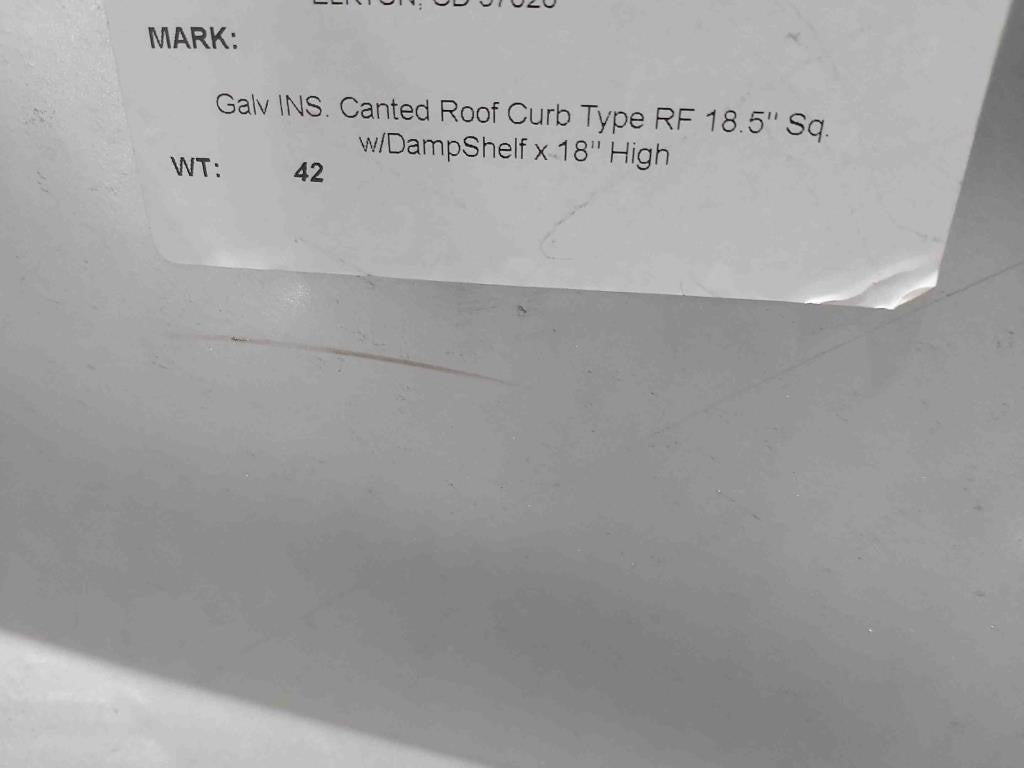 MARK:
Galv INS. Canted Roof Curb Type RF 18.5" Sq.
w/DampShelf x 18" High
WT: 42